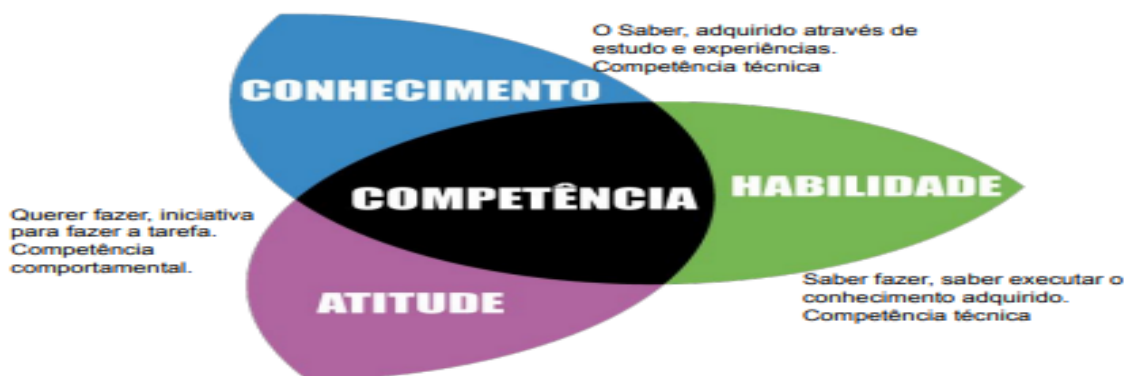 O Saber, adquirido através de
estudo e experiências.
Competência técnica
CONHECIMENTO
COMPETÊNCIA
HABILIDADE
Querer fazer, iniciativa
para fazer a tarefa.
Competência
comportamental.
ATITUDE
Saber fazer, saber executar o
conhecimento adquirido.
Competência técnica